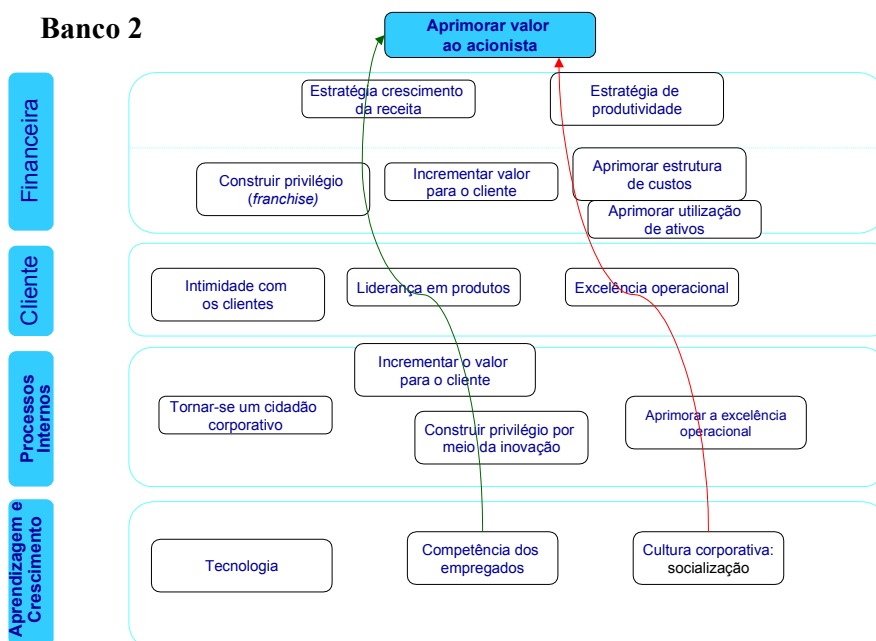 Banco 2
Aprimorar valor
ao acionista
Financeira
Estratégia crescimento
da receita
Estratégia de
produtividade
Construir privilégio
(franchise)
Incrementar valor
para o cliente
Aprimorar estrutura
de custos
Aprimorar utilização
de ativos
Cliente
Intimidade com
os clientes
Liderança em produtos
Excelência operacional
Processos
Internos
Incrementar o valor
para o cliente
Tornar-se um cidadão
corporativo
Construir privilégio por
meio da inovação
Aprimorar a excelência
operacional
Aprendizagem e
Crescimento
Tecnologia
Competência dos
empregados
Cultura corporativa:
socialização